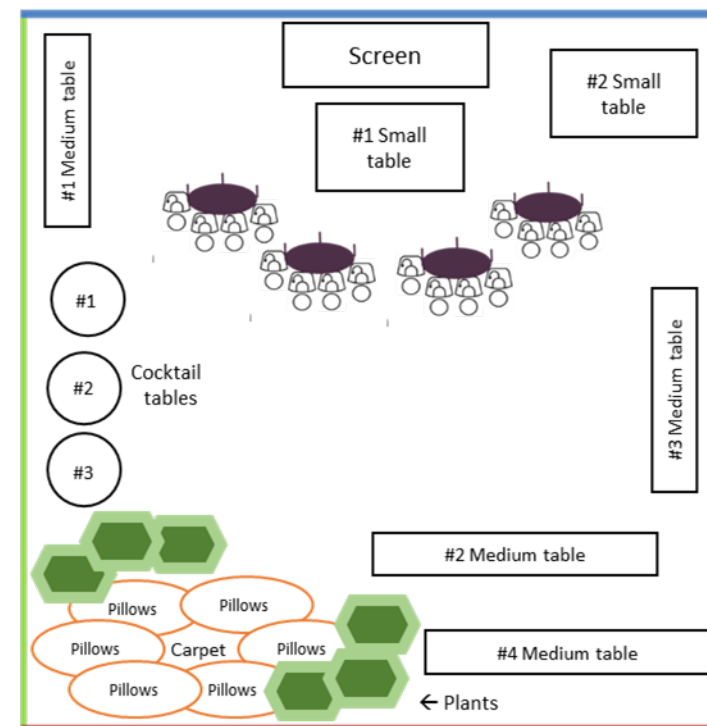 Screen
#1 Medium table
#2 Small
table
#1 Small
table
#1
#2
Cocktail
tables
#3
#3 Medium table
#2 Medium table
Pillows
Pillows
Pillows
Carpet
Pillows
#4 Medium table
Pillows
Pillows
← Plants